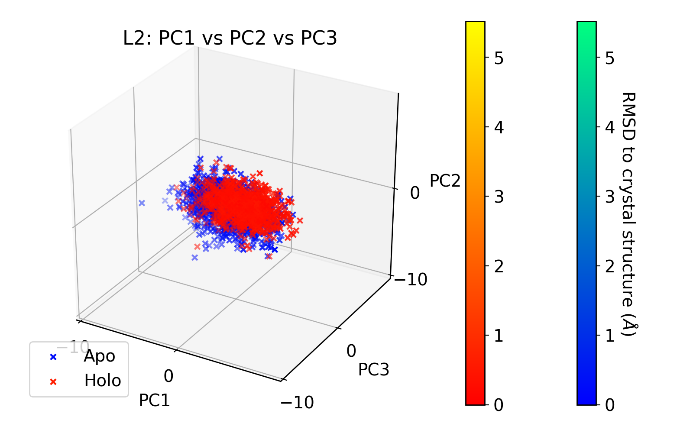 L2: PC1 vs PC2 vs PC3
0
PC2
−10
0
PC3
−10
0
−10
PC1
Apo
Holo
5
4
3
2
1
0
5
4
3
2
1
0
RMSD to crystal structure (Å)